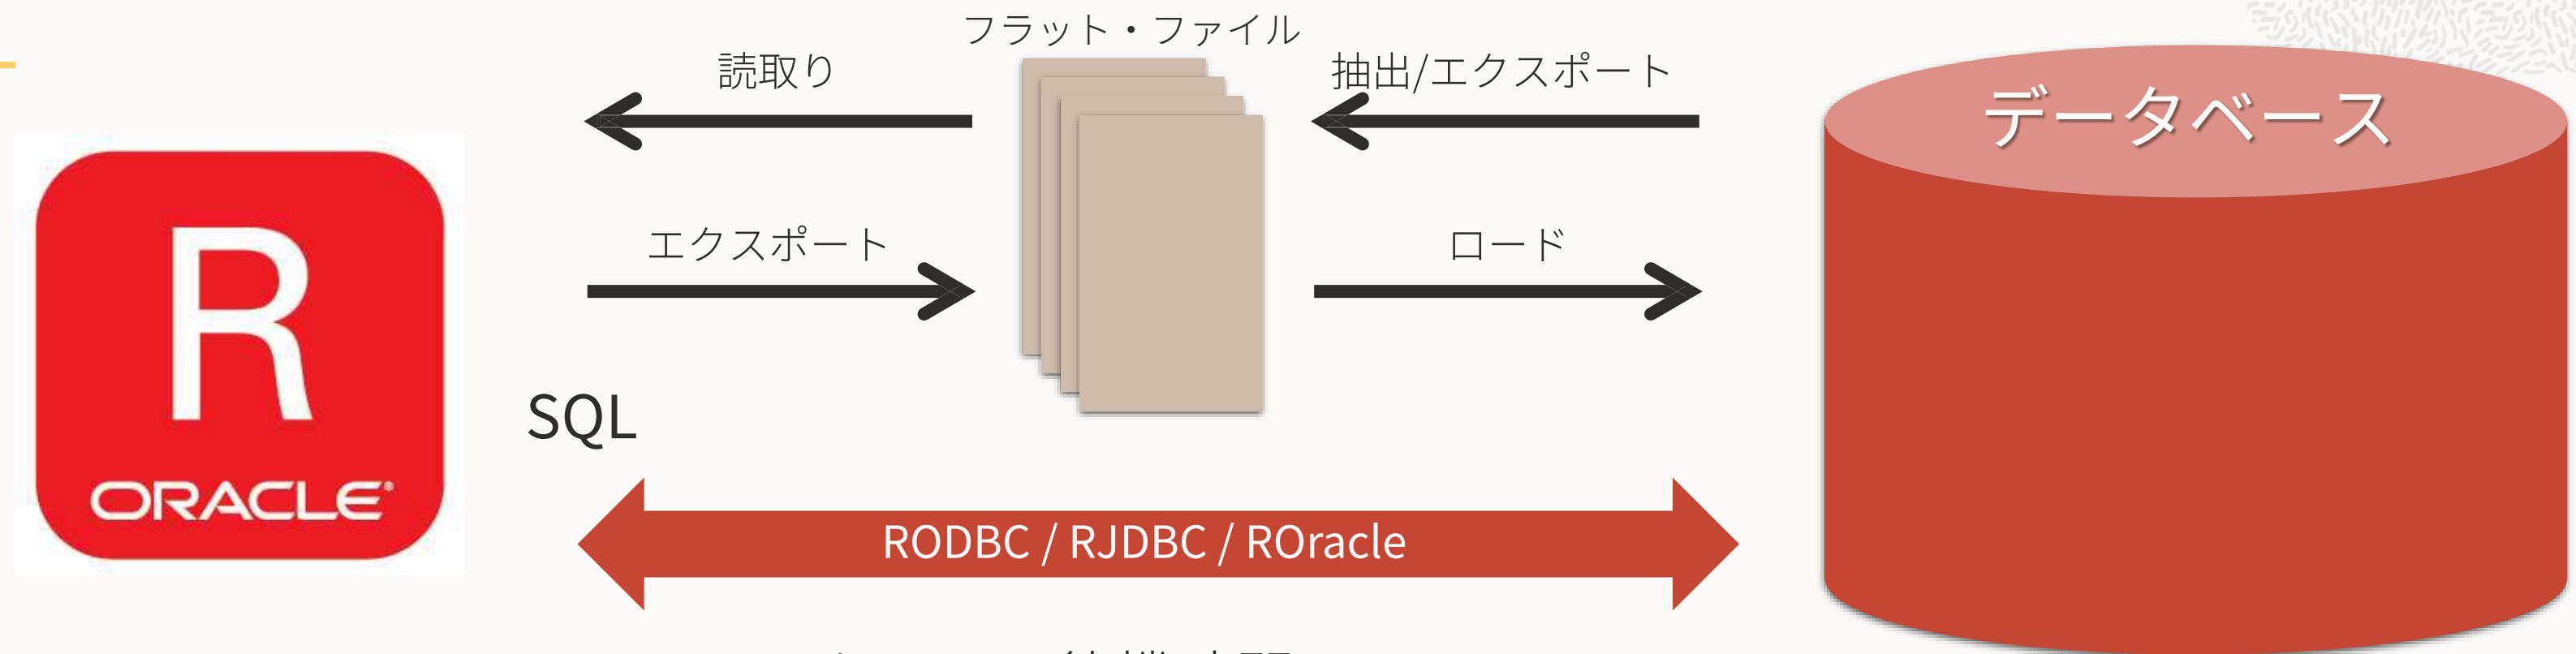 フラット・ファイル
読取り
抽出/エクスポート
データベース
エクスポート
ロード
R
ORACLE®
SQL
RODBC / RJDBC / ROracle